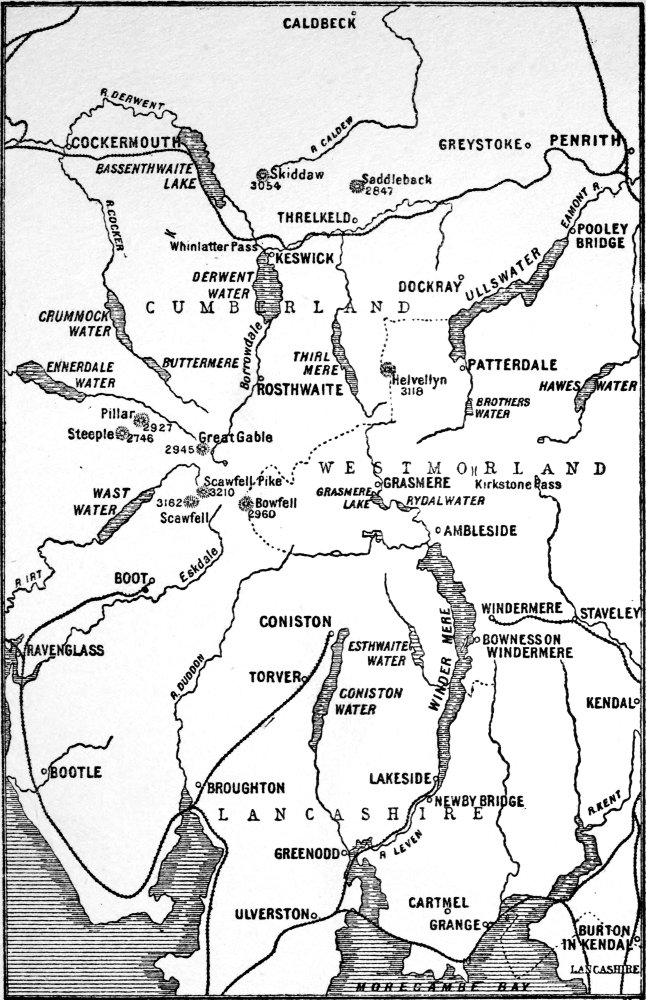 CALDBECK
R. DERWENT
R. CALDEW
COCKERMOUTH
GREYSTOKE
PENRITH
BASSENTHWAITE
LAKE
Skiddaw
3054
Saddleback
2847
R. COCKER
THRELKELD
EAMONT R.
Whinlatter Pass
KESWICK
POOLEY
BRIDGE
DERWENT
WATER
DOCKRAY
ULLSWATER
CUMBERLAND
CRUMMOCK
WATER
ENNERDALE
WATER
BUTTERMERE
Borrowdale
THIRL
MERE
PATTERDALE
Helvellyn
3118
ROSTHWAITE
HAWES WATER
BROTHERS
WATER
Pillar
2927
Steeple
2746
Great Gable
2945
WESTMORLAND
Kirkstone Pass
Scawfell Pike
3210
GRASMERE
GRASMERE
LAKE
RYDAL WATER
WAST
WATER
3162
Scawfell
Bowfell
2960
AMBLESIDE
R. IRT
BOOT
Eskdale
WINDERMERE
STAVELEY
CONISTON
RAVENGLASS
ESTHWAITE
WATER
WINDER MERE
BOWNESS ON
WINDERMERE
R. DUDDON
TORVER
CONISTON
WATER
KENDAL
BOOTLE
BROUGHTON
LAKESIDE
NEWBY BRIDGE
LANCASHIRE
R. KENT
R LEVEN
GREENODD
ULVERSTON
CARTMEL
GRANGE
BURTON
IN KENDAL
LANCASHIRE
MORECAMBE BAY